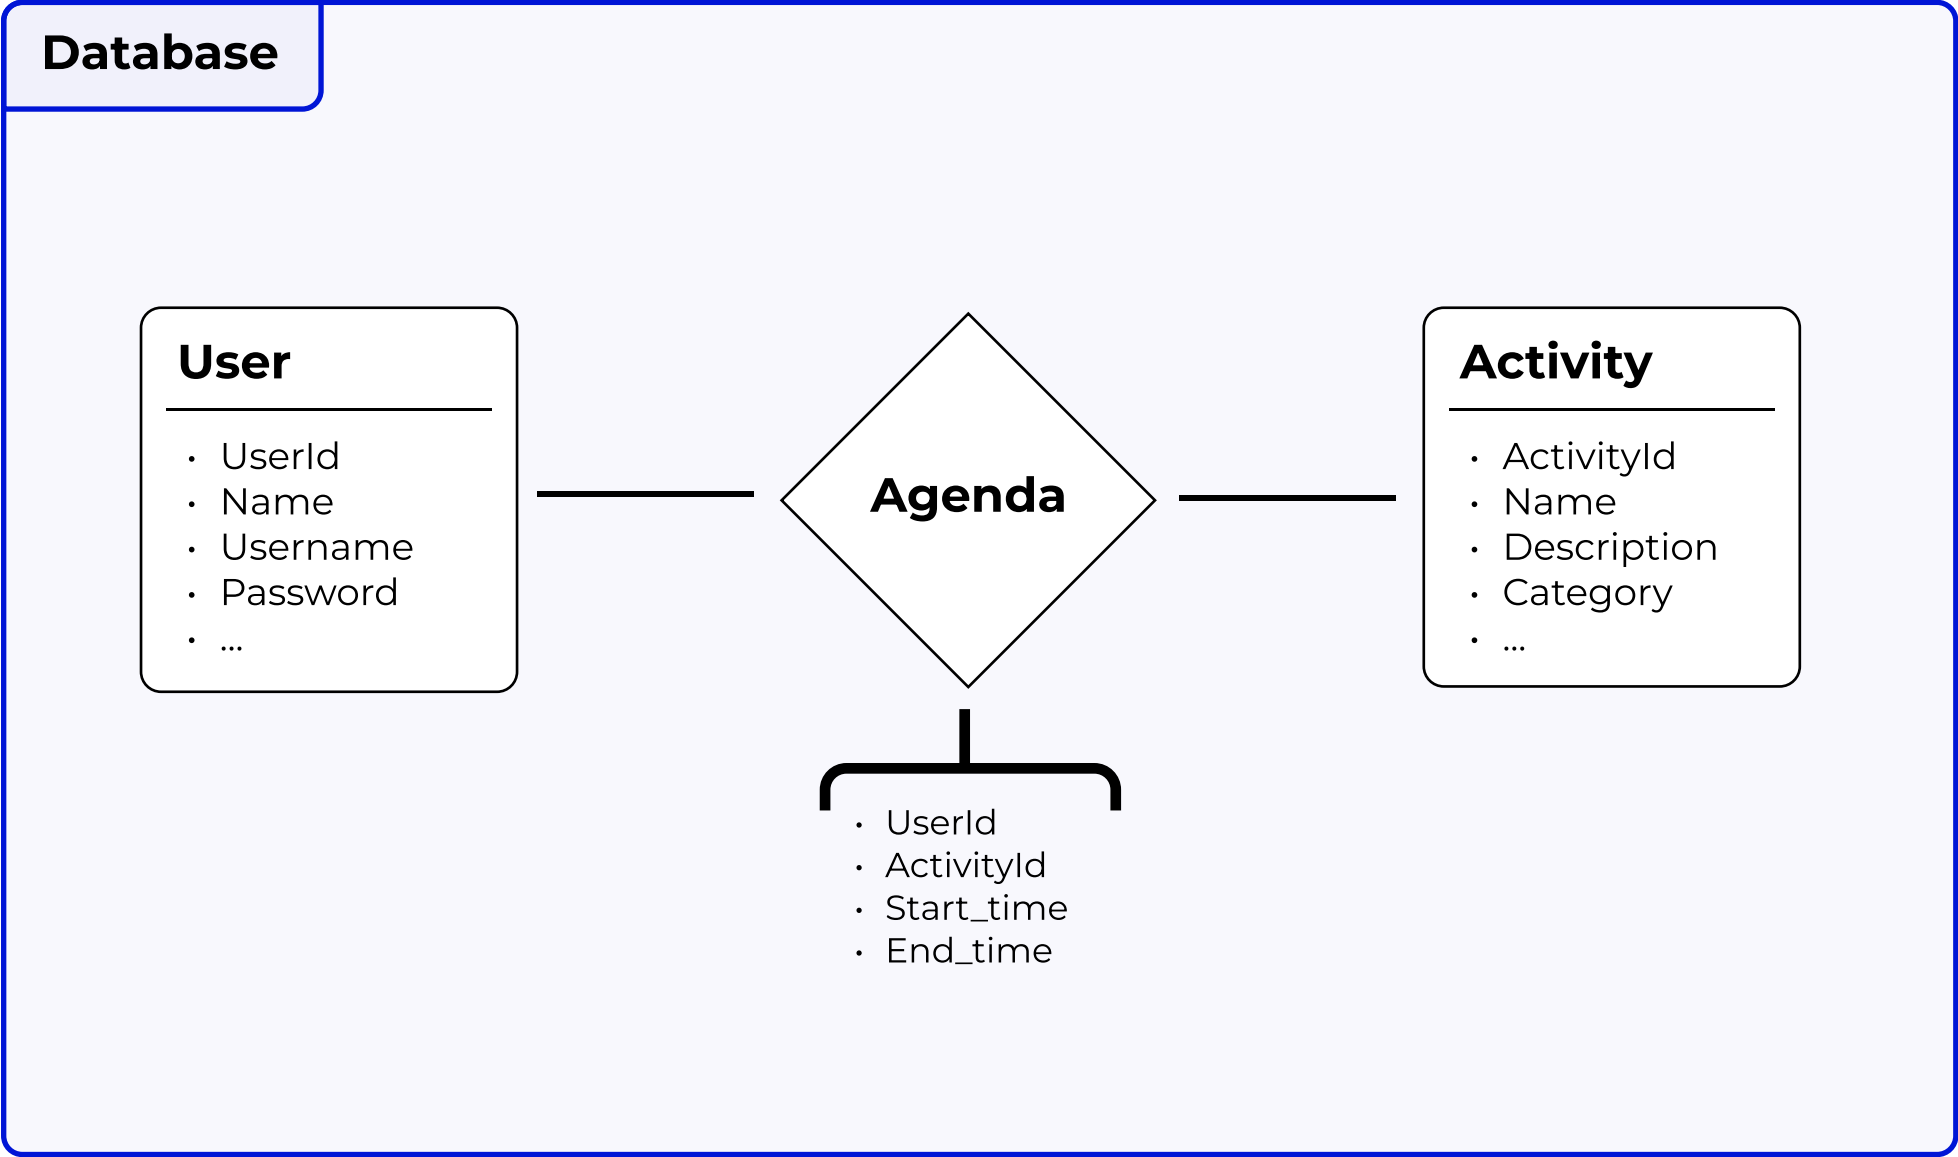 Database
User
• UserId
• Name
• Username
• Password
• ...
Agenda
• UserId
• ActivityId
• Start_time
• End_time
Activity
• ActivityId
• Name
• Description
• Category
• ...